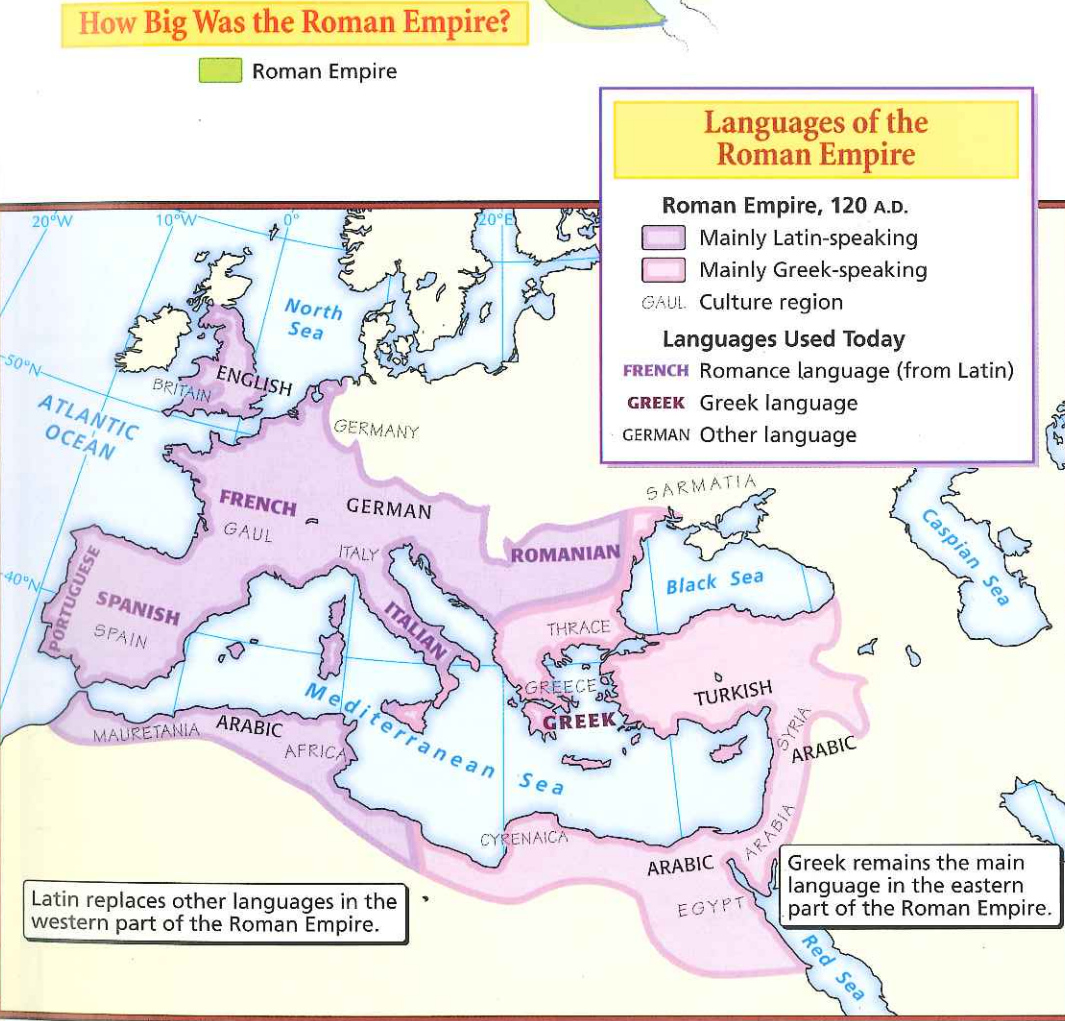 How Big Was the Roman Empire?
Roman Empire
Languages of the
Roman Empire
Roman Empire, 120 A.D.
Mainly Latin-speaking
Mainly Greek-speaking
GAUL Culture region
Languages Used Today
FRENCH Romance language (from Latin)
GREEK Greek language
GERMAN Other language
20°W
10°W
0°
20°E
North
Sea
50°N
ENGLISH
BRITAIN
ATLANTIC
OCEAN
GERMANY
SARMATIA
FRENCH
GERMAN
GAUL
ITALY
ROMANIAN
Caspian Sea
Black Sea
40°N
PORTUGUESE
SPANISH
SPAIN
ITALIAN
THRACE
GREECE
GREEK
TURKISH
Mediterranean Sea
MAURETANIA
ARABIC
AFRICA
SYRIA
ARABIC
CYRENAICA
ARABIC
ARABIA
EGYPT
Red Sea
Latin replaces other languages in the
western part of the Roman Empire.
Greek remains the main
language in the eastern
part of the Roman Empire.